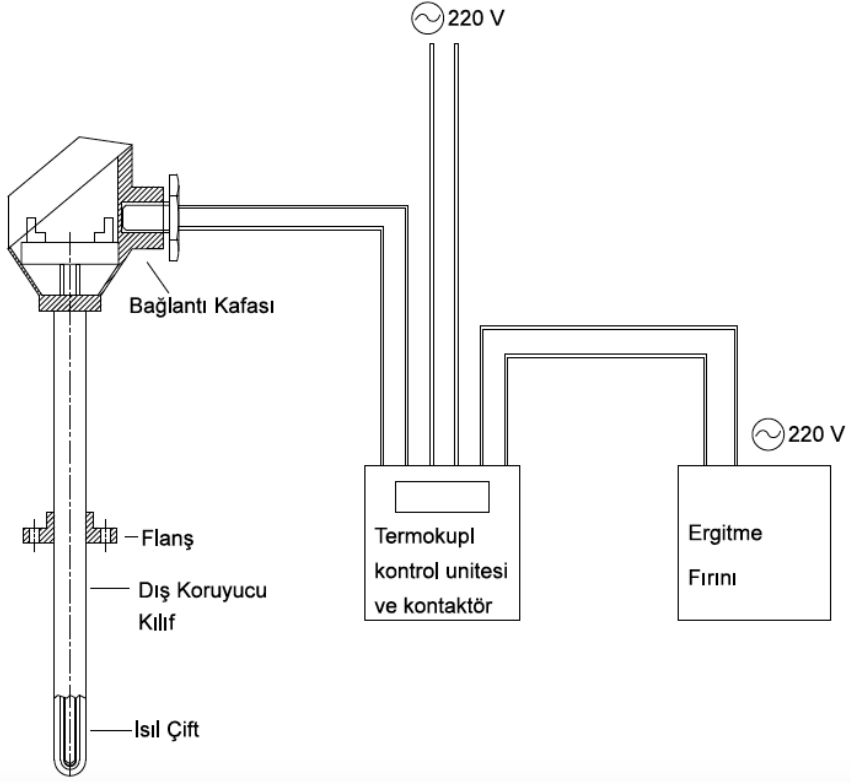 220 V
Bağlantı Kafası
220 V
Termokupl
kontrol unitesi
ve kontaktör
Ergitme
Fırını
Flanş
Dış Koruyucu
Kılıf
Isıl Çift